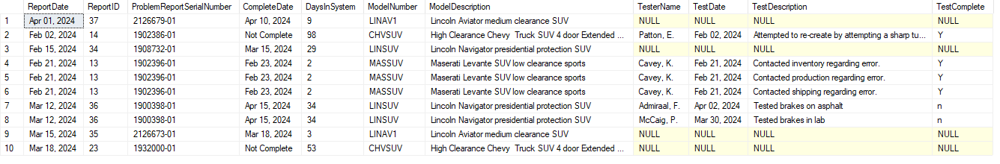 ReportDate ReportID ProblemReportSerialNumber CompleteDate DaysInSystem ModelNumber ModelDescription TesterName TestDate TestDescription TestComplete
1 Apr 01, 2024 37 2126679-01 Apr 10, 2024 9 LINAV1 Lincoln Aviator medium clearance SUV NULL NULL NULL NULL
2 Feb 02, 2024 14 1902386-01 Not Complete 98 CHVSUV High Clearance Chevy Truck SUV 4 door Extended ... Patton, E. Feb 02, 2024 Attempted to re-create by attempting a sharp tu... Y
3 Feb 15, 2024 34 1908732-01 Mar 15, 2024 29 LINSUV Lincoln Navigator presidential protection SUV NULL NULL NULL NULL
4 Feb 21, 2024 13 1902396-01 Feb 23, 2024 2 MASSUV Maserati Levante SUV low clearance sports Cavey, K. Feb 21, 2024 Contacted inventory regarding error. Y
5 Feb 21, 2024 13 1902396-01 Feb 23, 2024 2 MASSUV Maserati Levante SUV low clearance sports Cavey, K. Feb 21, 2024 Contacted production regarding error. Y
6 Feb 21, 2024 13 1902396-01 Feb 23, 2024 2 MASSUV Maserati Levante SUV low clearance sports Cavey, K. Feb 21, 2024 Contacted shipping regarding error. Y
7 Mar 12, 2024 36 1900398-01 Apr 15, 2024 34 LINSUV Lincoln Navigator presidential protection SUV Admiraal, F. Apr 02, 2024 Tested brakes on asphalt n
8 Mar 12, 2024 36 1900398-01 Apr 15, 2024 34 LINSUV Lincoln Navigator presidential protection SUV McCaig, P. Mar 30, 2024 Tested brakes in lab n
9 Mar 15, 2024 35 2126673-01 Mar 18, 2024 3 LINAV1 Lincoln Aviator medium clearance SUV NULL NULL NULL NULL
10 Mar 18, 2024 23 1932000-01 Not Complete 53 CHVSUV High Clearance Chevy Truck SUV 4 door Extended ... NULL NULL NULL NULL